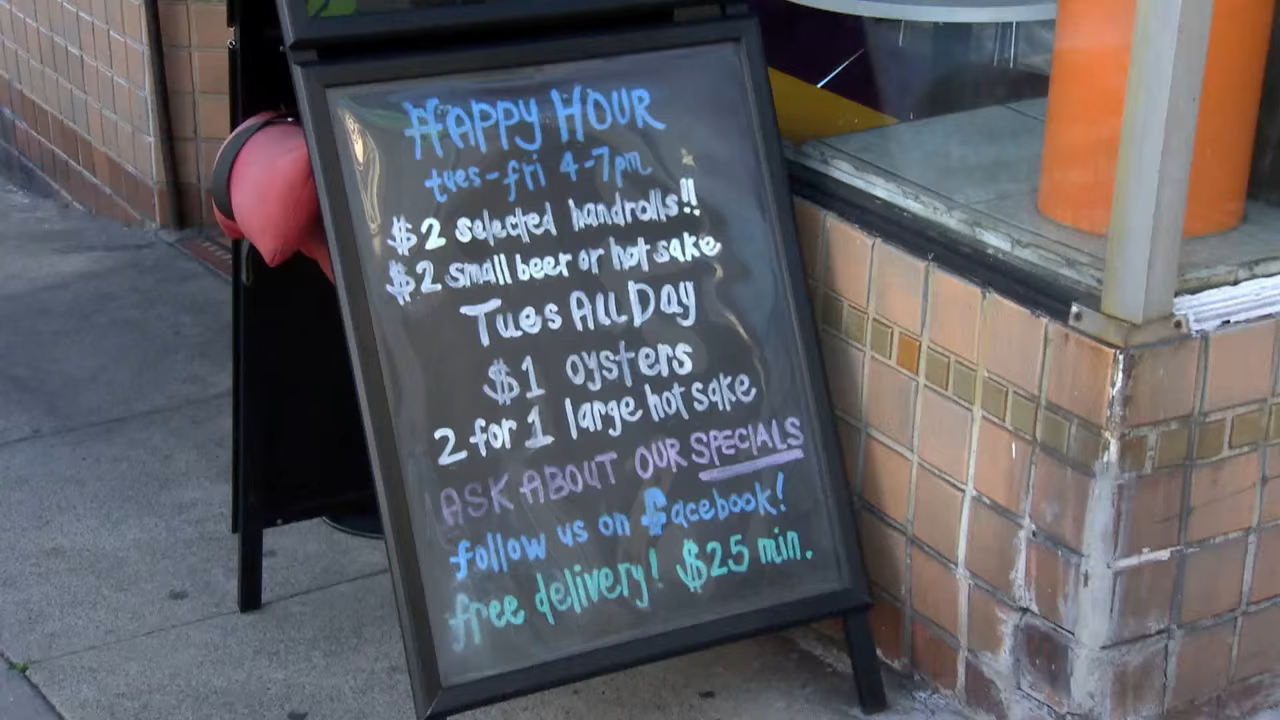 HAPPY HOUR
tues-fri 4-7pm
$2 selected handrolls!!
$2 small beer or hot sake
Tues All Day
$1 oysters
2 for 1 large hot sake
ASK ABOUT OUR SPECIALS
follow us on facebook!
free delivery! $25 min.